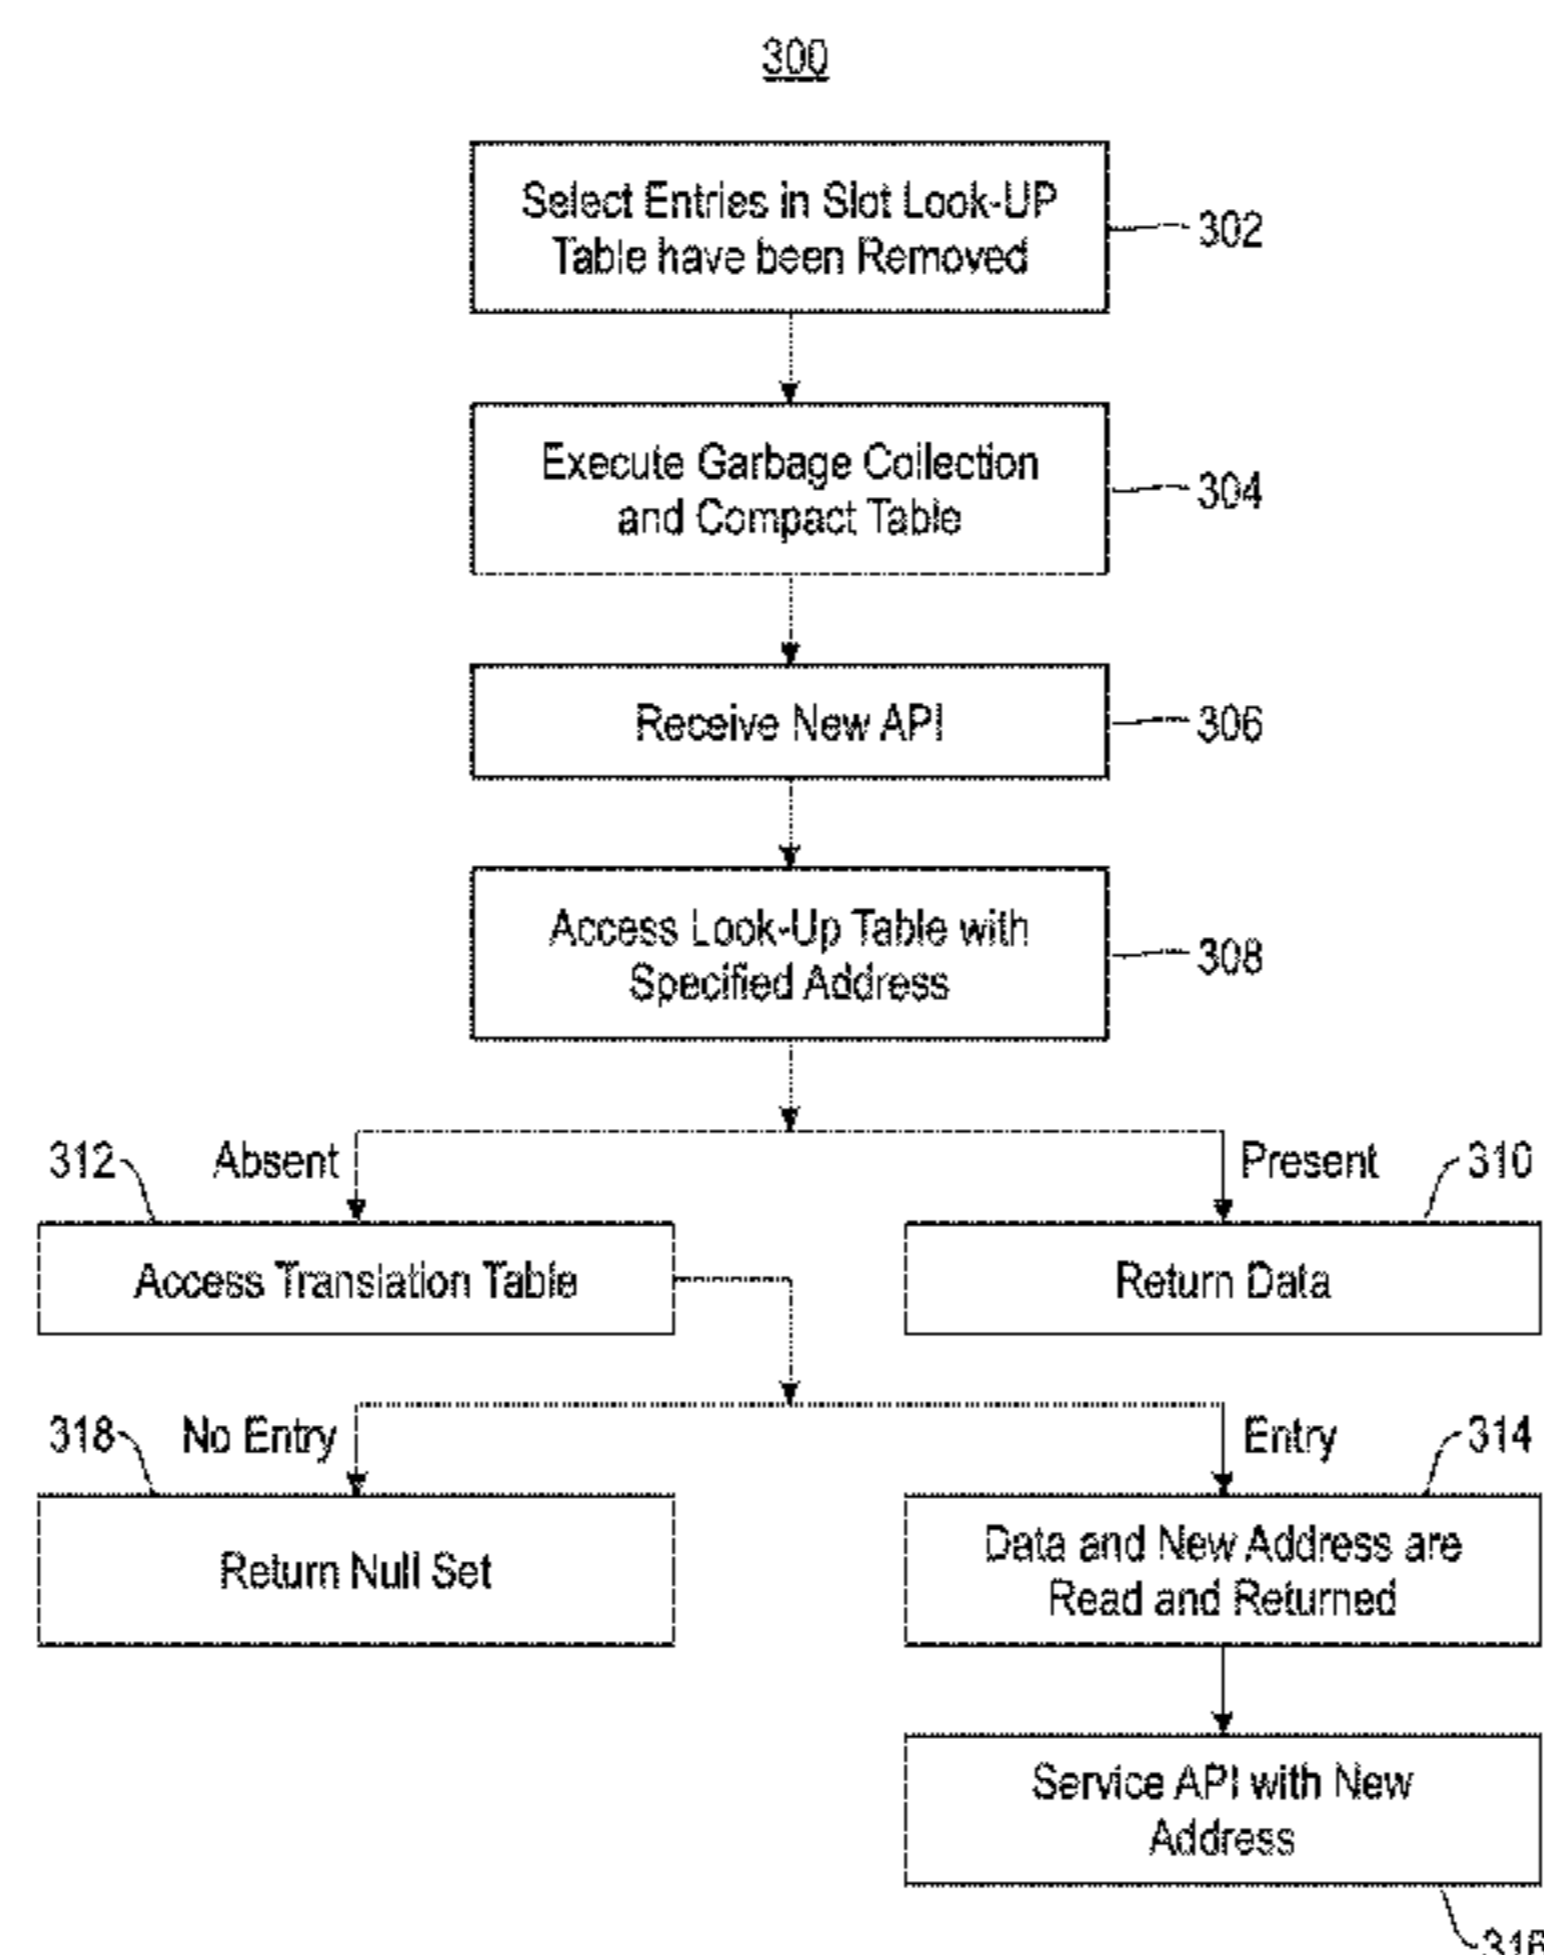 300
Select Entries in Slot Look-UP
Table have been Removed
302
Execute Garbage Collection
and Compact Table
304
Receive New API
306
Access Look-Up Table with
Specified Address
308
312
Absent
Present
310
Access Translation Table
Return Data
318
No Entry
Entry
314
Return Null Set
Data and New Address are
Read and Returned
Service API with New
Address
316